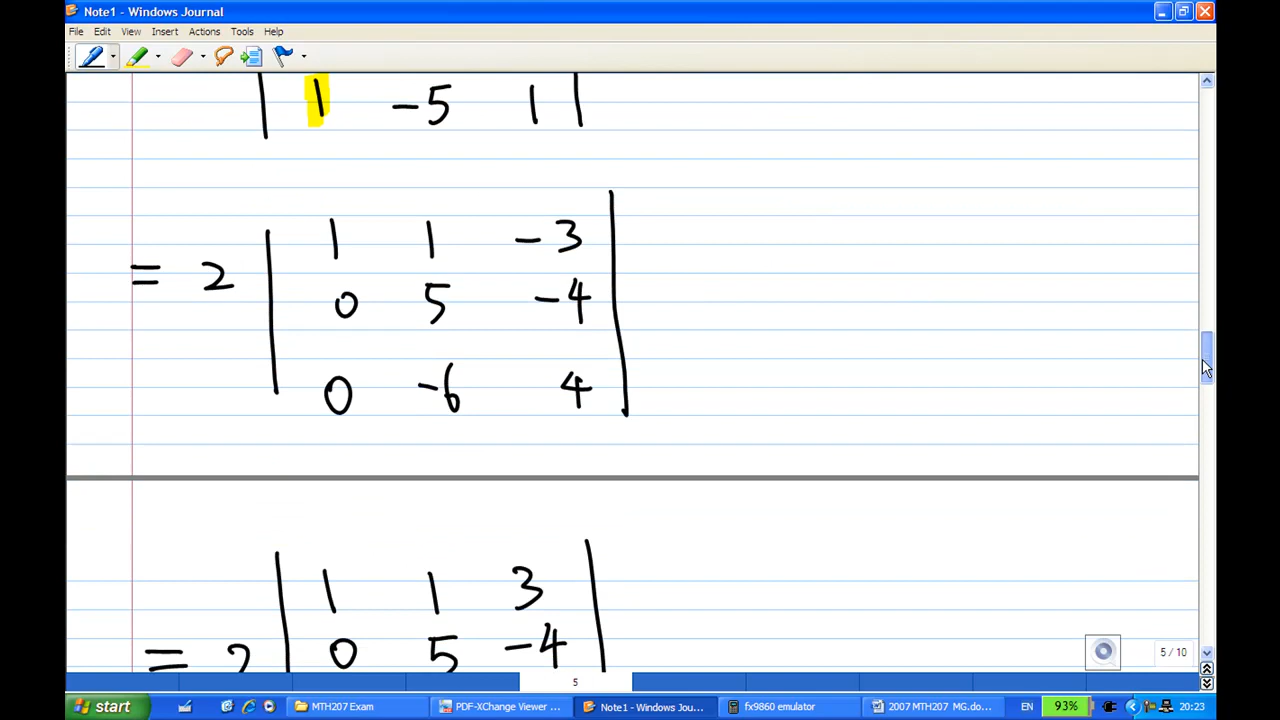 Note1 - Windows Journal
File Edit View Insert Actions Tools Help
1 -5 1
1 1 -3
= 2 0 5 -4
0 -6 4
1 1 3
= 2 0 5 -4
5 / 10
5
start MTH207 Exam PDF-XChange Viewer ... Note1 - Windows Jou... fx9860 emulator 2007 MTH207 MG.do... EN 93% 20:23